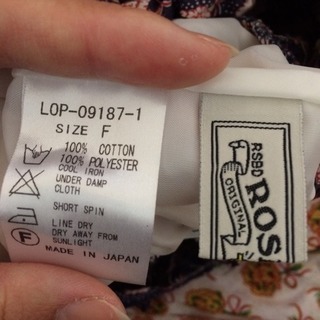 LOP-09187-1
SIZE F
100% COTTON
100% POLYESTER
COOL IRON
UNDER DAMP
CLOTH
SHORT SPIN
LINE DRY
DRY AWAY FROM
SUNLIGHT
F
MADE IN JAPAN
RSBD
ROS
ORIGINAL